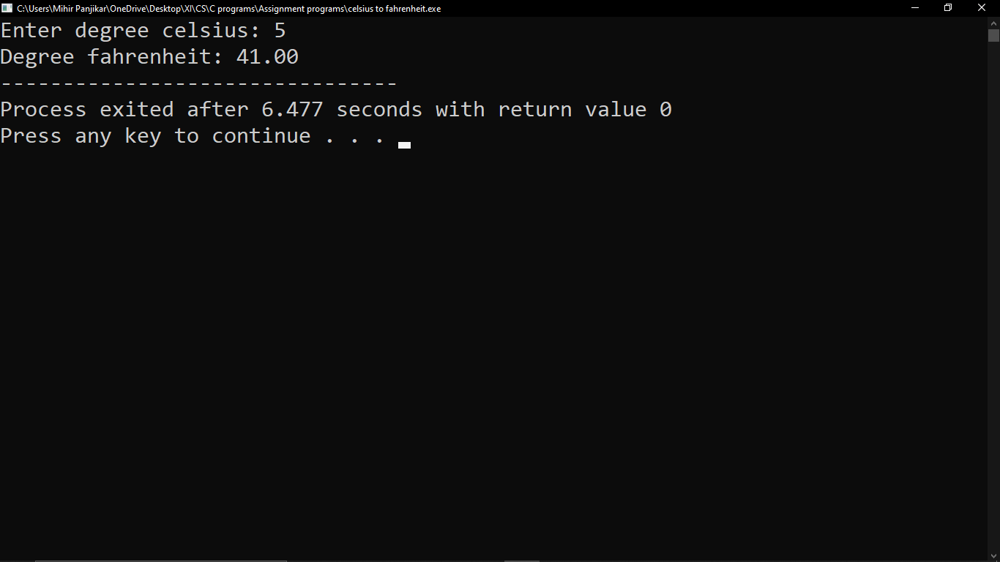 C:\Users\Mihir Panjikar\OneDrive\Desktop\XI\CS\C programs\Assignment programs\celsius to fahrenheit.exe
Enter degree celsius: 5
Degree fahrenheit: 41.00
--------------------------------
Process exited after 6.477 seconds with return value 0
Press any key to continue . . .